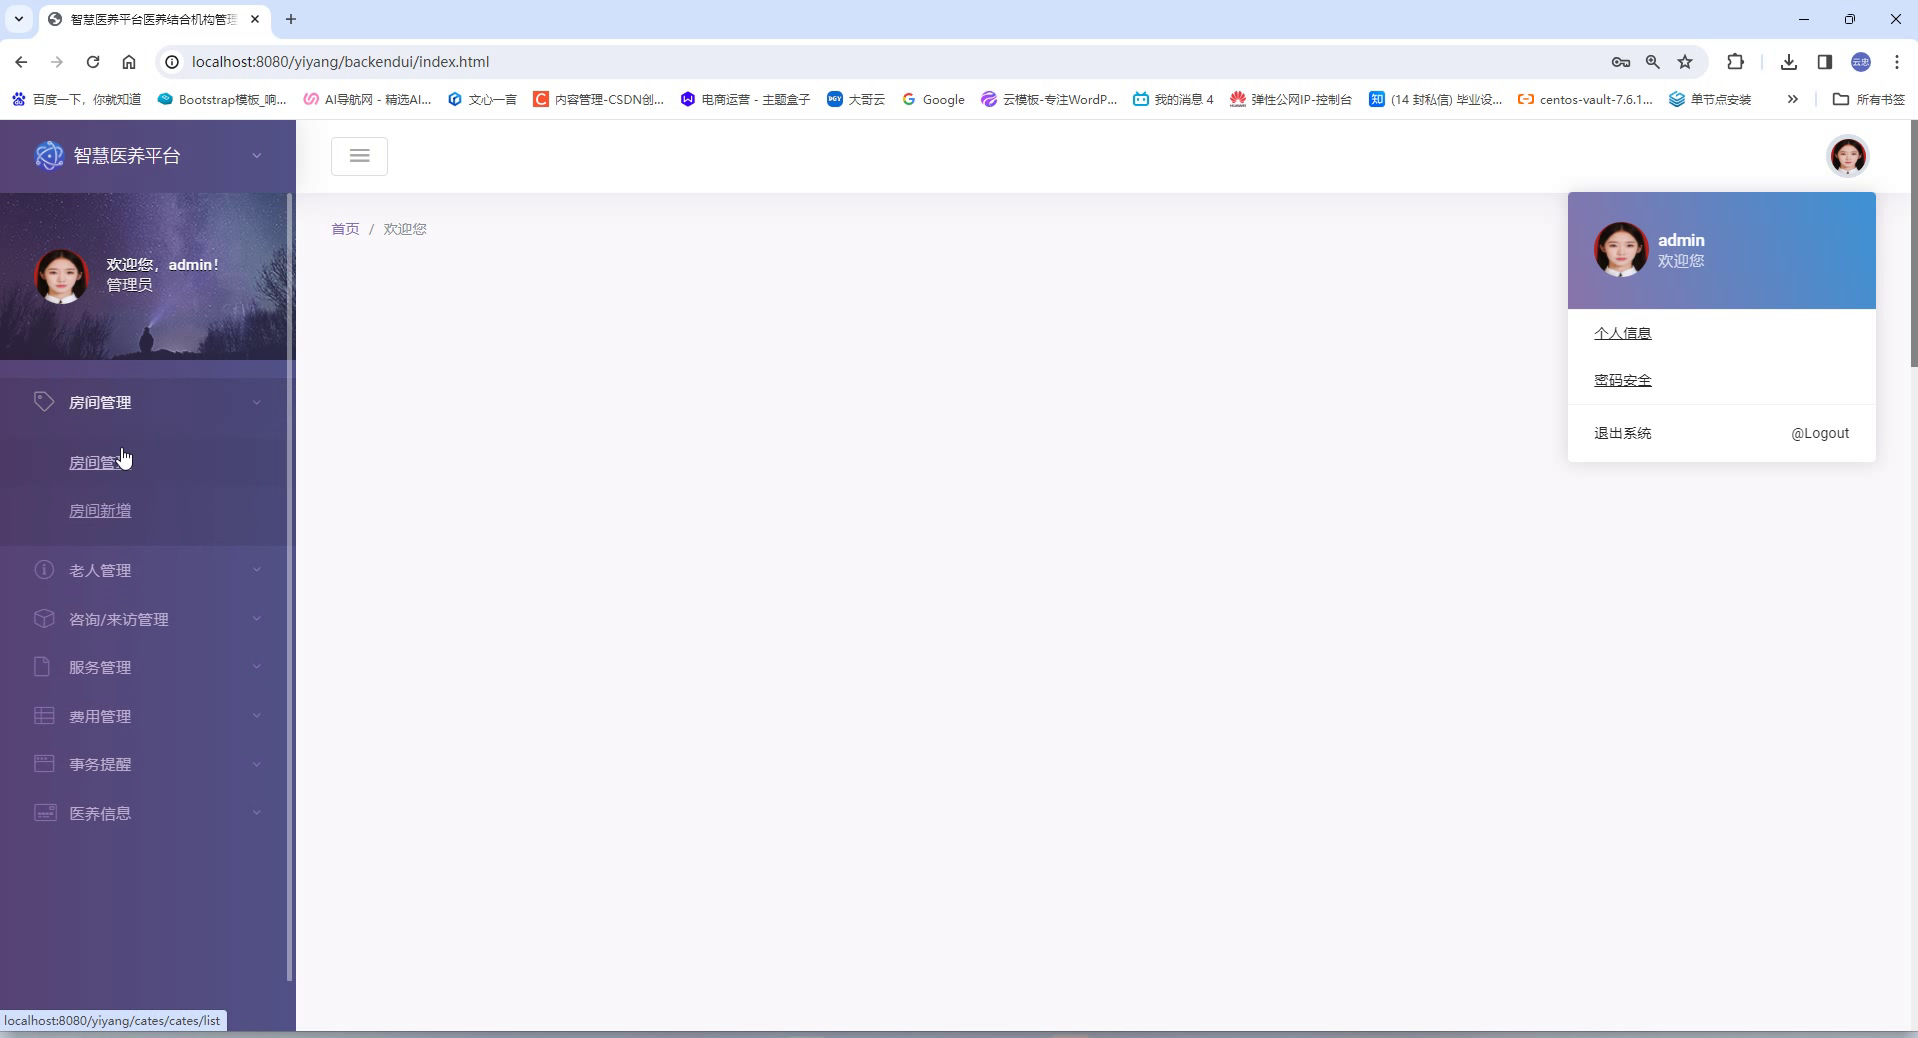 智慧医养平台医养结合机构管理
localhost:8080/yiyang/backendui/index.html
云忠
百度一下，你就知道
Bootstrap模板_响...
AI导航网 - 精选AI...
文心一言
内容管理-CSDN创...
电商运营 - 主题盒子
大哥云
Google
云模板-专注WordP...
我的消息 4
弹性公网IP-控制台
(14 封私信) 毕业设...
centos-vault-7.6.1...
单节点安装
所有书签
智慧医养平台
首页 / 欢迎您
欢迎您，admin！
管理员
admin
欢迎您
个人信息
密码安全
退出系统 @Logout
房间管理
房间管理
房间新增
老人管理
咨询/来访管理
服务管理
费用管理
事务提醒
医养信息
localhost:8080/yiyang/cates/cates/list